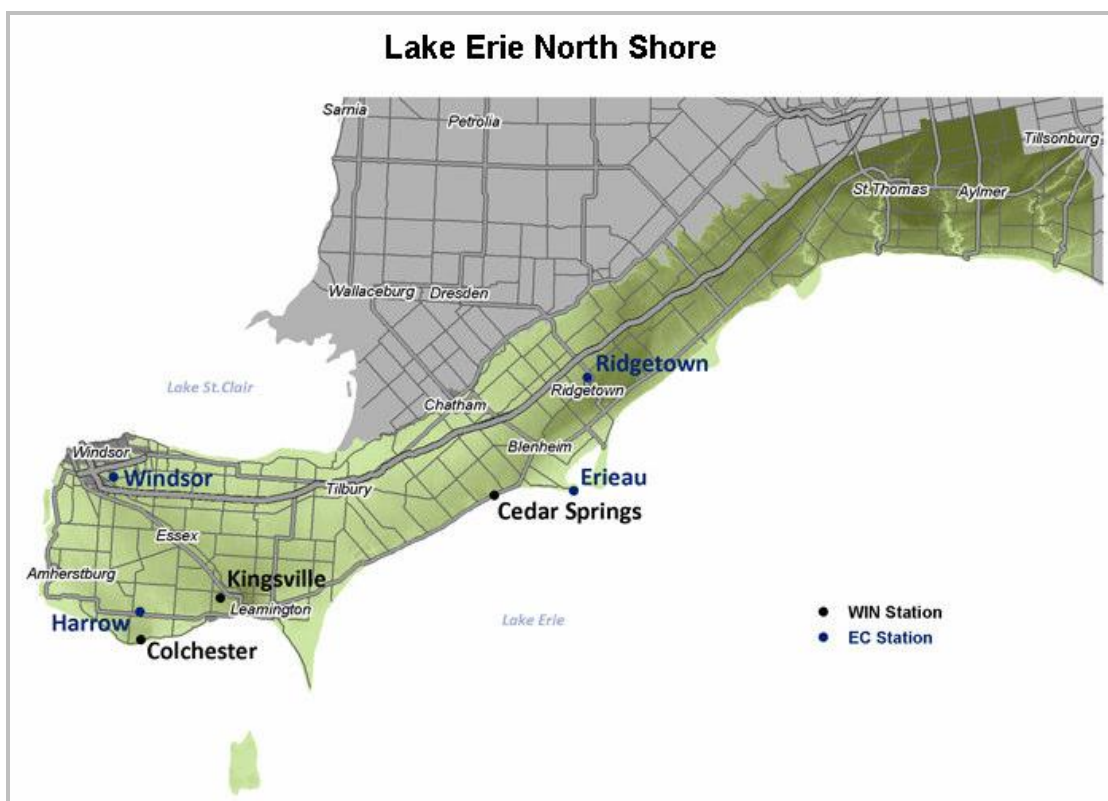 Lake Erie North Shore
Sarnia
Petrolia
Tillsonburg
St.Thomas
Aylmer
Wallaceburg
Dresden
Ridgetown
Lake St.Clair
Ridgetown
Chatham
Blenheim
Windsor
Windsor
Erieau
Tilbury
Cedar Springs
Essex
Amherstburg
Kingsville
Leamington
Harrow
Colchester
Lake Erie
WIN Station
EC Station